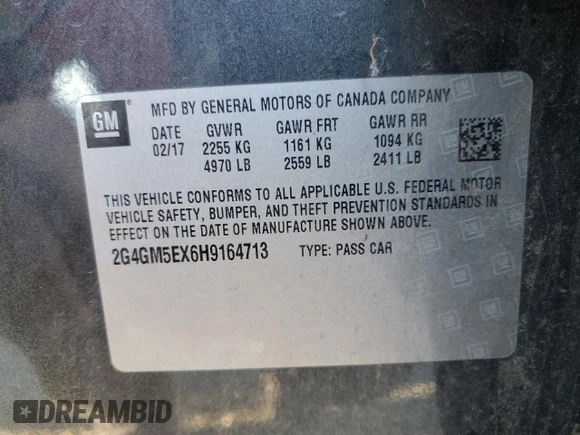 GM
MFD BY GENERAL MOTORS OF CANADA COMPANY
DATE GVWR GAWR FRT GAWR RR
02/17 2255 KG 1161 KG 1094 KG
4970 LB 2559 LB 2411 LB
THIS VEHICLE CONFORMS TO ALL APPLICABLE U.S. FEDERAL MOTOR
VEHICLE SAFETY, BUMPER, AND THEFT PREVENTION STANDARDS IN
EFFECT ON THE DATE OF MANUFACTURE SHOWN ABOVE.
2G4GM5EX6H9164713 TYPE: PASS CAR
DREAMBID